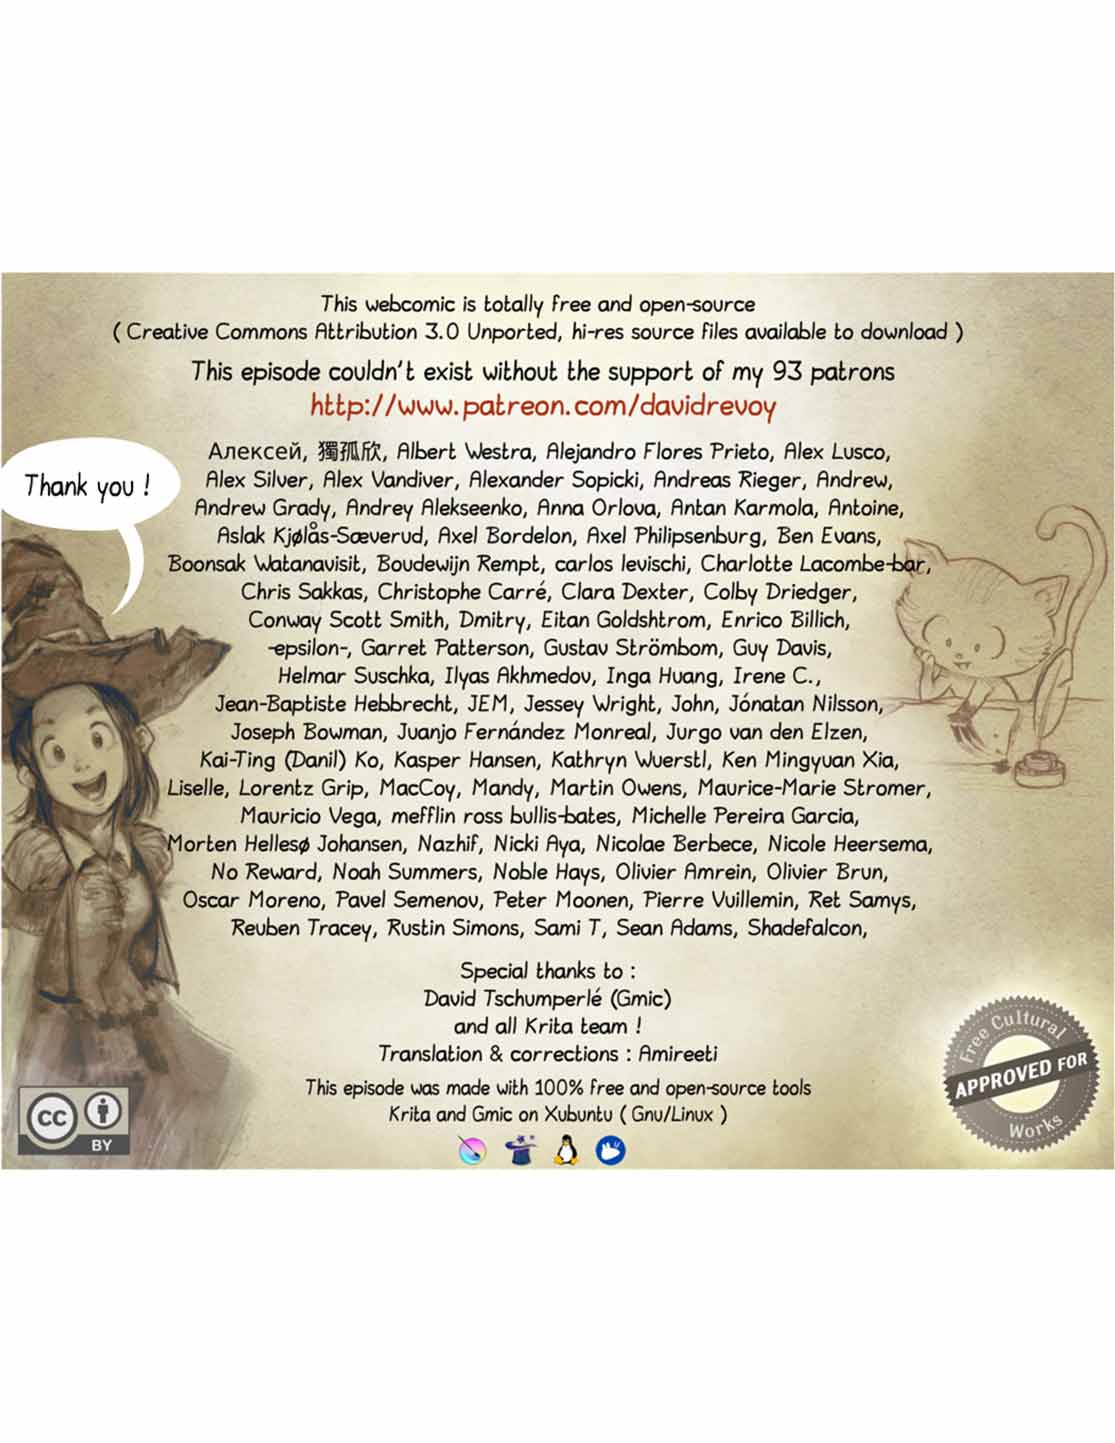 This webcomic is totally free and open-source
( Creative Commons Attribution 3.0 Unported, hi-res source files available to download )
This episode couldn't exist without the support of my 93 patrons
http://www.patreon.com/davidrevoy
Thank you !
Алексей, 獨孤欣, Albert Westra, Alejandro Flores Prieto, Alex Lusco,
Alex Silver, Alex Vandiver, Alexander Sopicki, Andreas Rieger, Andrew,
Andrew Grady, Andrey Alekseenko, Anna Orlova, Antan Karmola, Antoine,
Aslak Kjølås-Sæverud, Axel Bordelon, Axel Philipsenburg, Ben Evans,
Boonsak Watanavisit, Boudewijn Rempt, carlos levischi, Charlotte Lacombe-bar,
Chris Sakkas, Christophe Carré, Clara Dexter, Colby Driedger,
Conway Scott Smith, Dmitry, Eitan Goldshtrom, Enrico Billich,
-epsilon-, Garret Patterson, Gustav Strömbom, Guy Davis,
Helmar Suschka, Ilyas Akhmedov, Inga Huang, Irene C.,
Jean-Baptiste Hebbrecht, JEM, Jessey Wright, John, Jónatan Nilsson,
Joseph Bowman, Juanjo Fernández Monreal, Jurgo van den Elzen,
Kai-Ting (Danil) Ko, Kasper Hansen, Kathryn Wuerstl, Ken Mingyuan Xia,
Liselle, Lorentz Grip, MacCoy, Mandy, Martin Owens, Maurice-Marie Stromer,
Mauricio Vega, mefflin ross bullis-bates, Michelle Pereira Garcia,
Morten Hellesø Johansen, Nazhif, Nicki Aya, Nicolae Berbece, Nicole Heersema,
No Reward, Noah Summers, Noble Hays, Olivier Amrein, Olivier Brun,
Oscar Moreno, Pavel Semenov, Peter Moonen, Pierre Vuillemin, Ret Samys,
Reuben Tracey, Rustin Simons, Sami T, Sean Adams, Shadefalcon,
Special thanks to :
David Tschumperlé (Gmic)
and all Krita team !
Translation & corrections : Amireeti
This episode was made with 100% free and open-source tools
Krita and Gmic on Xubuntu ( Gnu/Linux )
cc
BY
Free Cultural
APPROVED FOR
Works